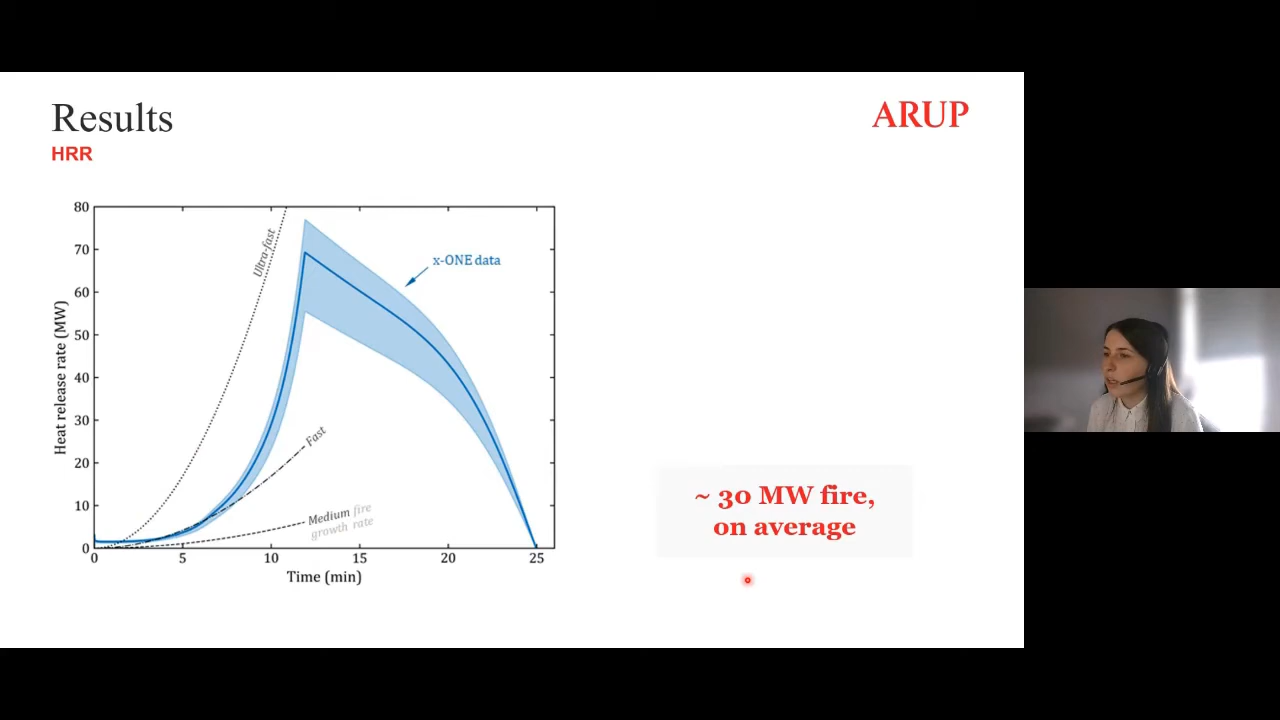 Results
ARUP
HRR
80
70
60
50
40
30
20
10
0
Heat release rate (MW)
Ultra-fast
x-ONE data
Fast
Medium fire
growth rate
0 5 10 15 20 25
Time (min)
~ 30 MW fire,
on average